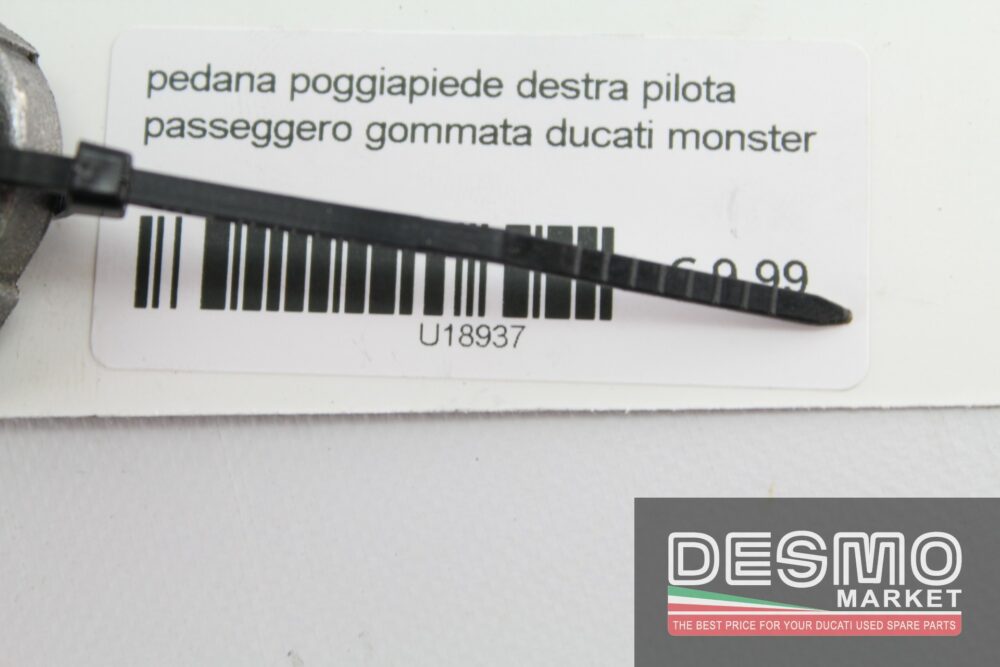 pedana poggiapiede destra pilota
passeggero gommata ducati monster
U18937
DESMO
MARKET
THE BEST PRICE FOR YOUR DUCATI USED SPARE PARTS